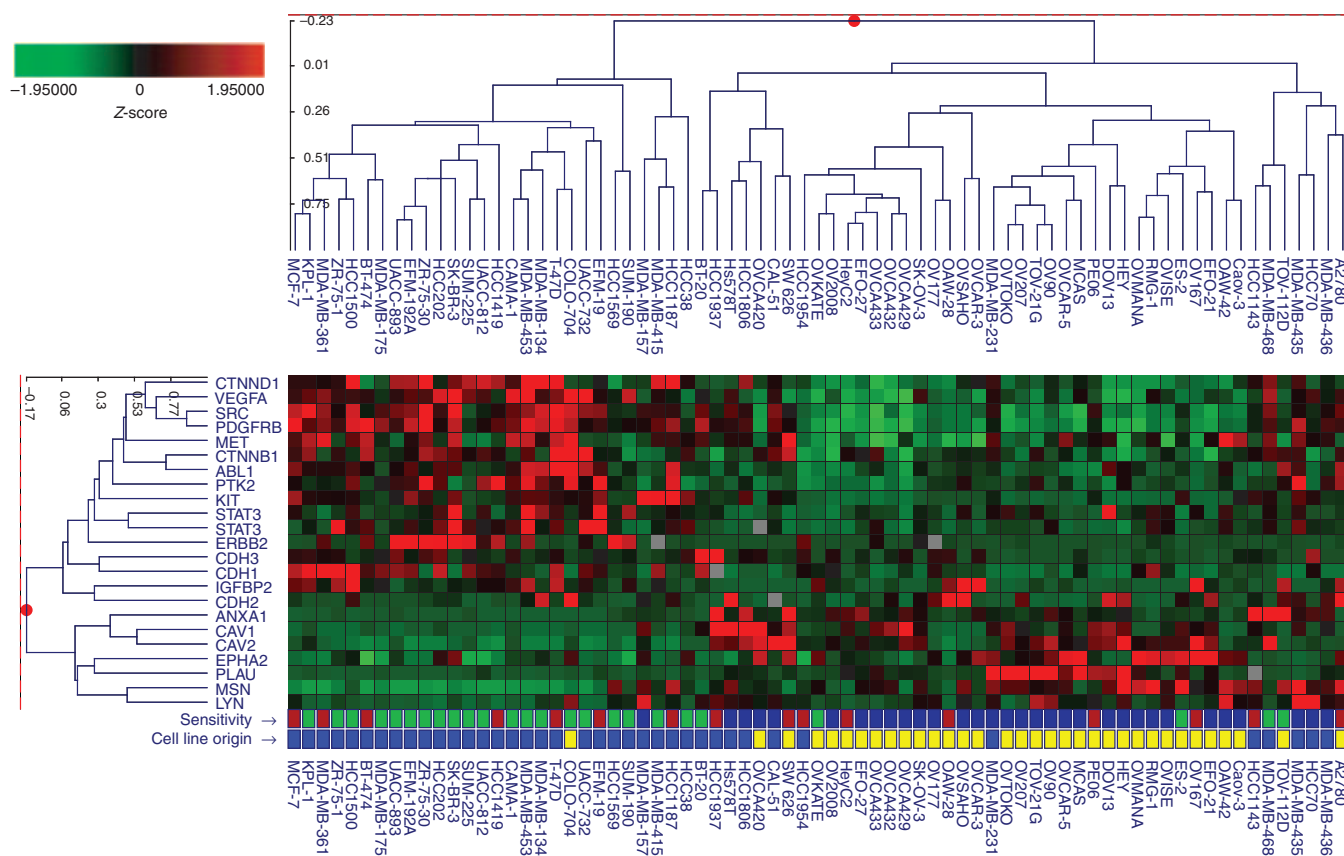 −0.23
0.01
0.26
0.51
0.75
−1.95000 0 1.95000
Z-score
MCF-7
KPL-1
MDA-MB-361
ZR-75-1
HCC1500
BT-474
MDA-MB-175
UACC-893
EFM-192A
ZR-75-30
HCC202
SK-BR-3
SUM-225
UACC-812
HCC1419
CAMA-1
MDA-MB-453
MDA-MB-134
T-47D
COLO-704
UACC-732
EFM-19
HCC1569
SUM-190
MDA-MB-157
MDA-MB-415
HCC1187
HCC38
BT-20
HCC1937
Hs578T
HCC1806
OVCA420
CAL-51
SW 626
HCC1954
OVKATE
OV2008
HeyC2
EFO-27
OVCA433
OVCA432
OVCA429
SK-OV-3
OV177
OAW-28
OVSAHO
OVCAR-3
MDA-MB-231
OVTOKO
OV207
TOV-21G
OV90
OVCAR-5
MCAS
PE06
DOV13
HEY
OVMANA
RMG-1
OVISE
ES-2
OV167
EFO-21
OAW-42
Caov-3
HCC1143
MDA-MB-468
TOV-112D
MDA-MB-435
HCC70
MDA-MB-436
A2780
−0.17
0.06
0.3
0.53
0.77
CTNND1
VEGFA
SRC
PDGFRB
MET
CTNNB1
ABL1
PTK2
KIT
STAT3
STAT3
ERBB2
CDH3
CDH1
IGFBP2
CDH2
ANXA1
CAV1
CAV2
EPHA2
PLAU
MSN
LYN
Sensitivity →
Cell line origin →
MCF-7
KPL-1
MDA-MB-361
ZR-75-1
HCC1500
BT-474
MDA-MB-175
UACC-893
EFM-192A
ZR-75-30
HCC202
SK-BR-3
SUM-225
UACC-812
HCC1419
CAMA-1
MDA-MB-453
MDA-MB-134
T-47D
COLO-704
UACC-732
EFM-19
HCC1569
SUM-190
MDA-MB-157
MDA-MB-415
HCC1187
HCC38
BT-20
HCC1937
Hs578T
HCC1806
OVCA420
CAL-51
SW 626
HCC1954
OVKATE
OV2008
HeyC2
EFO-27
OVCA433
OVCA432
OVCA429
SK-OV-3
OV177
OAW-28
OVSAHO
OVCAR-3
MDA-MB-231
OVTOKO
OV207
TOV-21G
OV90
OVCAR-5
MCAS
PE06
DOV13
HEY
OVMANA
RMG-1
OVISE
ES-2
OV167
EFO-21
OAW-42
Caov-3
HCC1143
MDA-MB-468
TOV-112D
MDA-MB-435
HCC70
MDA-MB-436
A2780